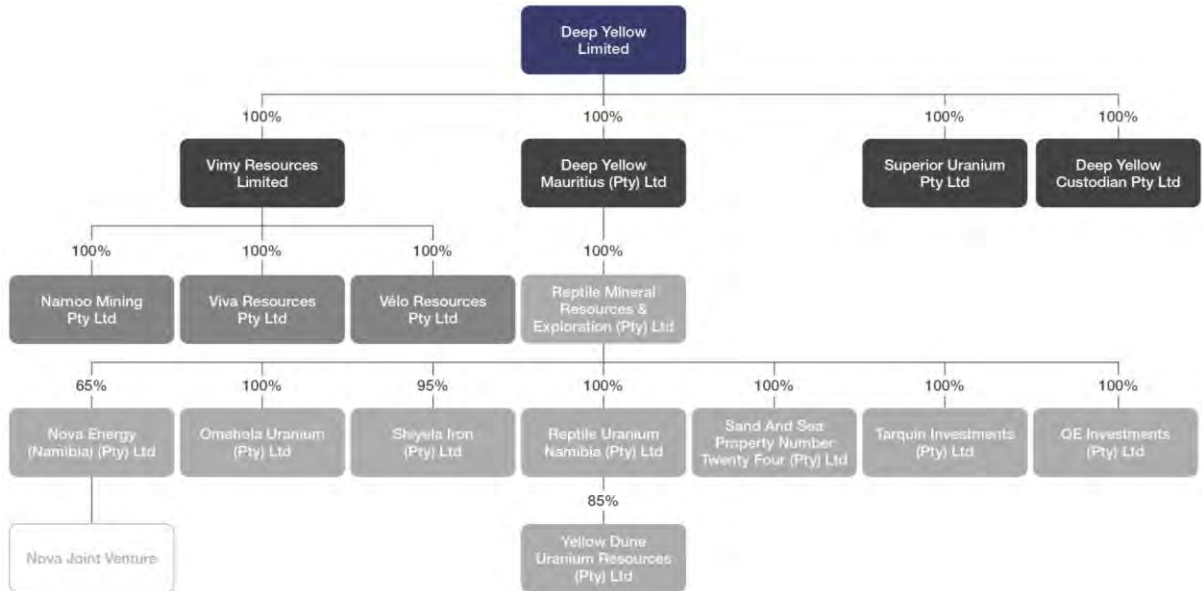 Deep Yellow
Limited
100%
100%
100%
100%
Vimy Resources
Limited
Deep Yellow
Mauritius (Pty) Ltd
Superior Uranium
Pty Ltd
Deep Yellow
Custodian Pty Ltd
100%
100%
100%
100%
Namoo Mining
Pty Ltd
Viva Resources
Pty Ltd
Vélo Resources
Pty Ltd
Reptile Mineral
Resources &
Exploration (Pty) Ltd
65%
100%
95%
100%
100%
100%
100%
Nova Energy
(Namibia) (Pty) Ltd
Omahola Uranium
(Pty) Ltd
Shiyela Iron
(Pty) Ltd
Reptile Uranium
Namibia (Pty) Ltd
Sand And Sea
Property Number
Twenty Four (Pty) Ltd
Tarquin Investments
(Pty) Ltd
QE Investments
(Pty) Ltd
85%
Nova Joint Venture
Yellow Dune
Uranium Resources
(Pty) Ltd